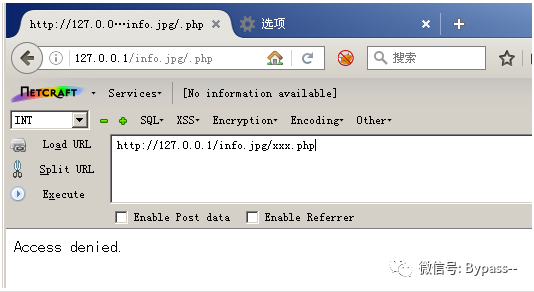 http://127.0.0…info.jpg/.php
选项
127.0.0.1/info.jpg/.php
搜索
NETCRAFT Services [No information available]
INT SQL XSS Encryption Encoding Other
Load URL
http://127.0.0.1/info.jpg/xxx.php
Split URL
Execute
Enable Post data Enable Referrer
Access denied.
微信号: Bypass--